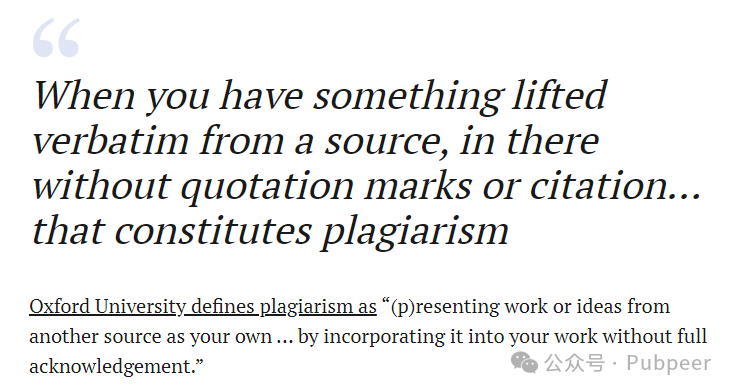 “
When you have something lifted
verbatim from a source, in there
without quotation marks or citation...
that constitutes plagiarism
Oxford University defines plagiarism as “(p)resenting work or ideas from
another source as your own ... by incorporating it into your work without full
acknowledgement.”
公众号 · Pubpeer